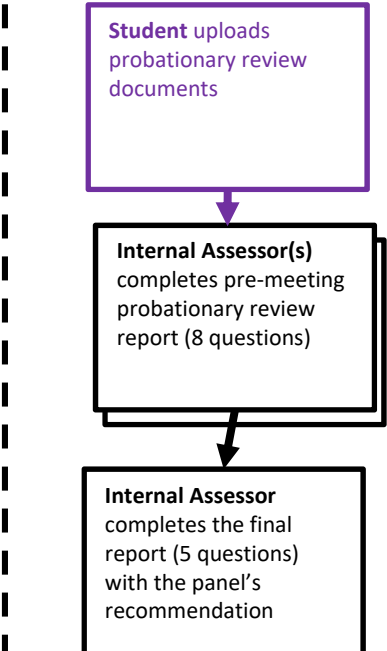 Student uploads
probationary review
documents
Internal Assessor(s)
completes pre-meeting
probationary review
report (8 questions)
Internal Assessor
completes the final
report (5 questions)
with the panel’s
recommendation